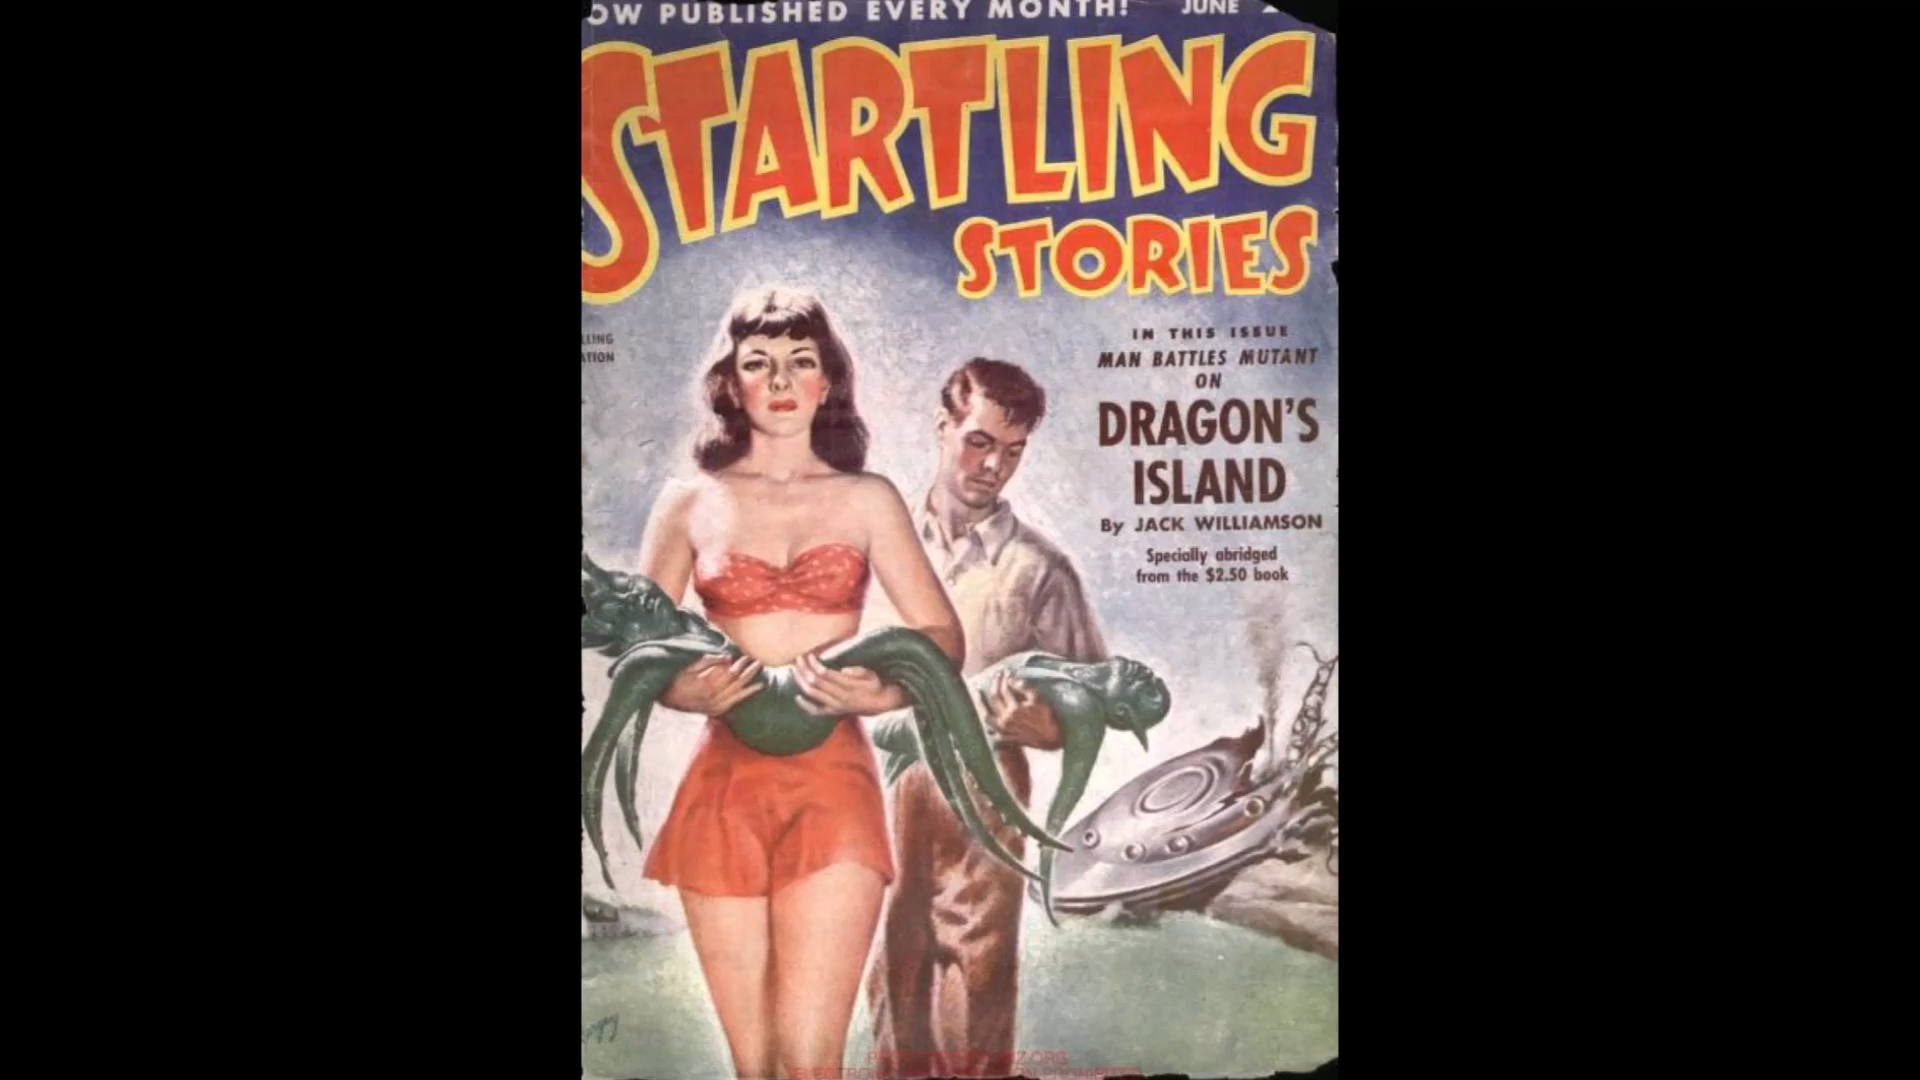 OW PUBLISHED EVERY MONTH! JUNE
STARTLING
STORIES
IN THIS ISSUE
MAN BATTLES MUTANT
ON
DRAGON'S
ISLAND
By JACK WILLIAMSON
Specially abridged
from the $2.50 book
LLING